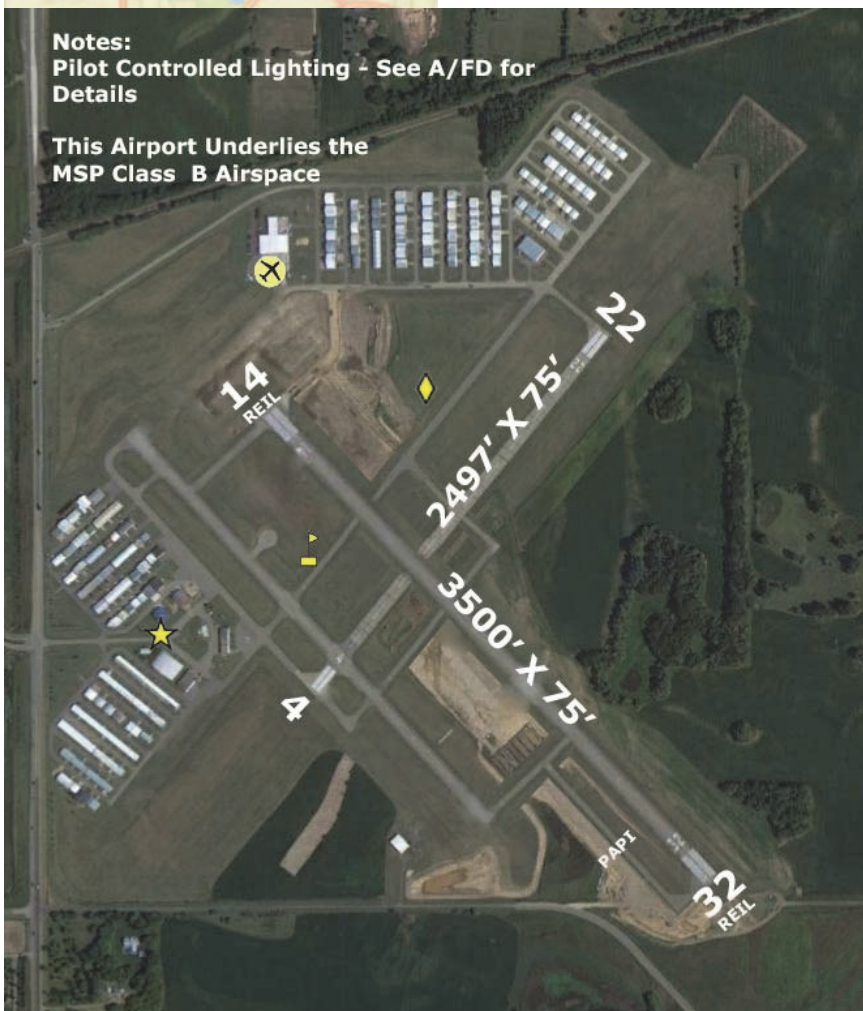 Notes:
Pilot Controlled Lighting - See A/FD for
Details
This Airport Underlies the
MSP Class  B Airspace
22
14
REIL
2497' X 75'
3500' X 75'
4
PAPI
32
32
REIL